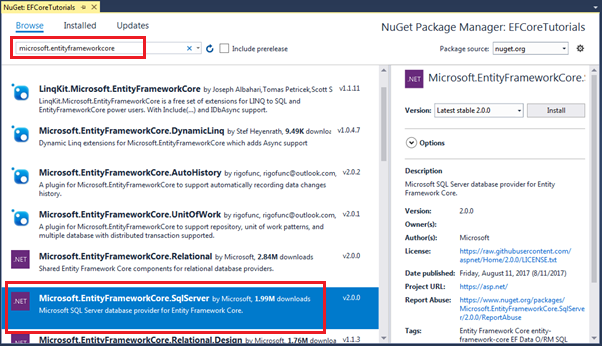 NuGet: EFCoreTutorials
Browse Installed Updates
NuGet Package Manager: EFCoreTutorials
microsoft.entityframeworkcore
Include prerelease
Package source: nuget.org
LinqKit.Microsoft.EntityFrameworkCore by Joseph Albahari,Tomas Petricek,Scott S v1.1.11
LinqKit.Microsoft.EntityFrameworkCore is a free set of extensions for LINQ to SQL and
EntityFrameworkCore power users. With Include(...) and IDbAsync support.
Microsoft.EntityFrameworkCore.DynamicLinq by Stef Heyenrath, 9.49K downloa v1.0.4.7
Dynamic Linq extensions for Microsoft.EntityFrameworkCore which adds Async support
Microsoft.EntityFrameworkCore.AutoHistory by rigofunc, rigofunc@outlook.com, v2.0.2
A plugin for Microsoft.EntityFrameworkCore to support automatically recording data changes
history.
Microsoft.EntityFrameworkCore.UnitOfWork by rigofunc, rigofunc@outlook.com, v2.0.1
A plugin for Microsoft.EntityFrameworkCore to support repository, unit of work patterns, and
multiple database with distributed transaction supported.
.NET
Microsoft.EntityFrameworkCore.Relational by Microsoft, 2.84M downloads v2.0.0
Shared Entity Framework Core components for relational database providers.
.NET
Microsoft.EntityFrameworkCore.SqlServer by Microsoft, 1.99M downloads v2.0.0
Microsoft SQL Server database provider for Entity Framework Core.
.NET
Microsoft.EntityFrameworkCore.Relational.Design by Microsoft, 1.76M downloads v1.1.3
.NET
Microsoft.EntityFrameworkCore.S
Version: Latest stable 2.0.0 Install
Options
Description
Microsoft SQL Server database provider for Entity
Framework Core.
Version: 2.0.0
Owner(s):
Author(s): Microsoft
License: https://raw.githubusercontent.com/
aspnet/Home/2.0.0/LICENSE.txt
Date published: Friday, August 11, 2017 (8/11/2017)
Project URL: https://asp.net/
Report Abuse: https://www.nuget.org/packages/
Microsoft.EntityFrameworkCore.SqlServe
r/2.0.0/ReportAbuse
Tags: Entity Framework Core entity-
framework-core EF Data O/RM SQL